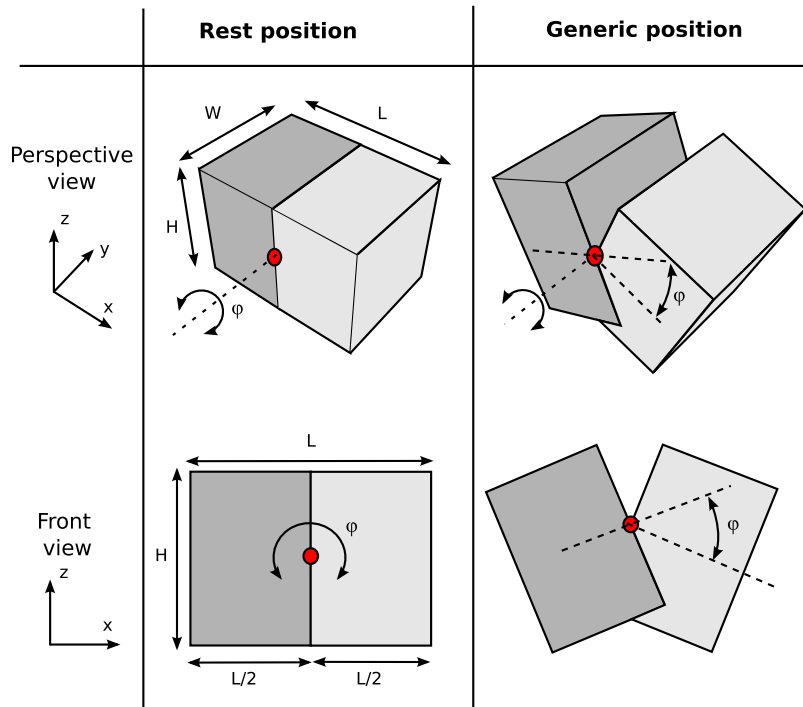 Rest position
Generic position
Perspective
view
z
y
x
W
L
H
φ
φ
Front
view
z
x
L
H
φ
L/2
L/2
φ